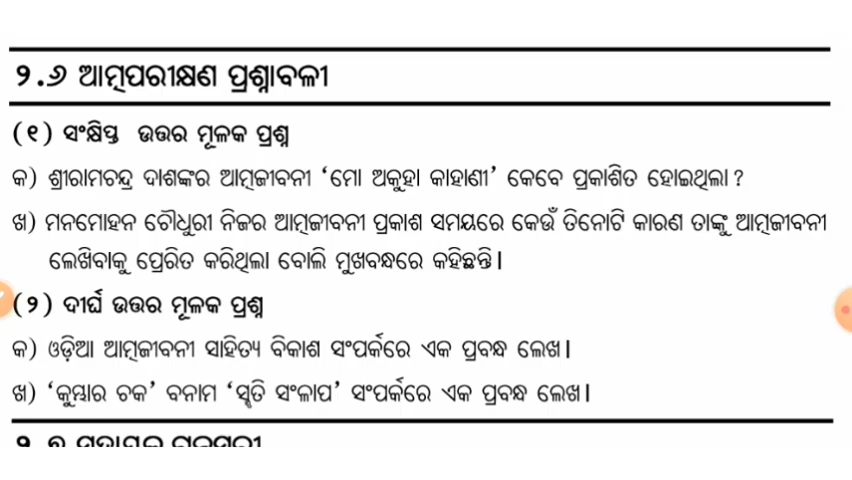 ୨.୬ ଆତ୍ମପରୀକ୍ଷଣ ପ୍ରଶ୍ନାବଳୀ
(୧) ସଂକ୍ଷିପ୍ତ ଉତ୍ତର ମୂଳକ ପ୍ରଶ୍ନ
କ) ଶ୍ରୀରାମଚନ୍ଦ୍ର ଦାଶଙ୍କର ଆତ୍ମଜୀବନୀ ‘ମୋ ଅକୁହା କାହାଣୀ’ କେବେ ପ୍ରକାଶିତ ହୋଇଥିଲା ?
ଖ) ମନମୋହନ ଚୌଧୁରୀ ନିଜର ଆତ୍ମଜୀବନୀ ପ୍ରକାଶ ସମୟରେ କେଉଁ ତିନୋଟି କାରଣ ତାଙ୍କୁ ଆତ୍ମଜୀବନୀ
ଲେଖିବାକୁ ପ୍ରେରିତ କରିଥିଲା ବୋଲି ମୁଖବନ୍ଧରେ କହିଛନ୍ତି ।
(୨) ଦୀର୍ଘ ଉତ୍ତର ମୂଳକ ପ୍ରଶ୍ନ
କ) ଓଡ଼ିଆ ଆତ୍ମଜୀବନୀ ସାହିତ୍ୟ ବିକାଶ ସଂପର୍କରେ ଏକ ପ୍ରବନ୍ଧ ଲେଖ ।
ଖ) ‘କୁମ୍ଭାର ଚକ’ ବନାମ ‘ସ୍ମୃତି ସଂଳାପ’ ସଂପର୍କରେ ଏକ ପ୍ରବନ୍ଧ ଲେଖ ।